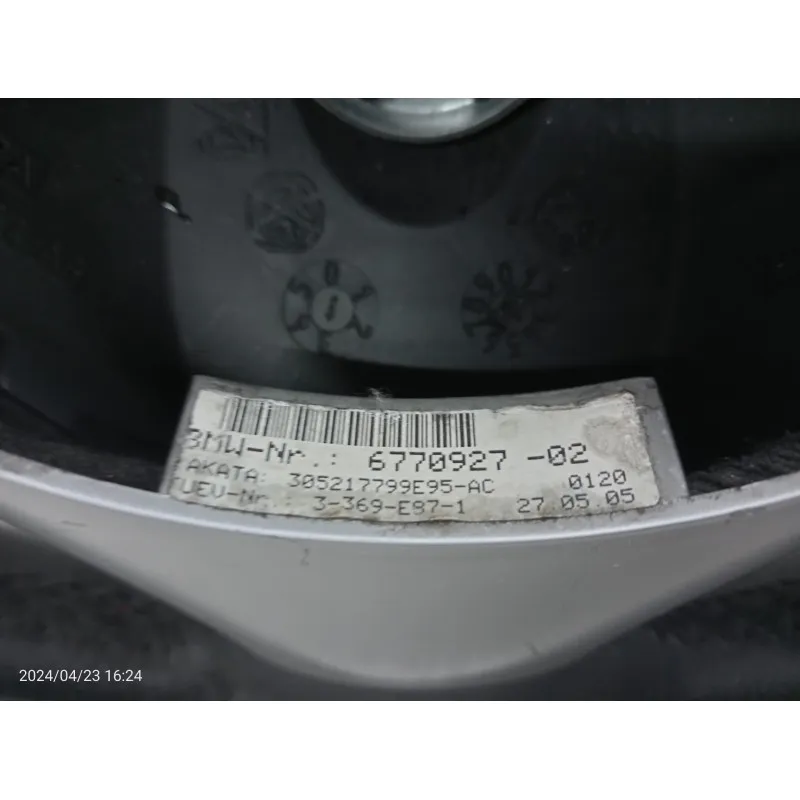 BMW-Nr.: 6770927-02
TAKATA: 305217799E95-AC 0120
TUEV-Nr.: 3-369-E87-1 27.05.05
2024/04/23 16:24